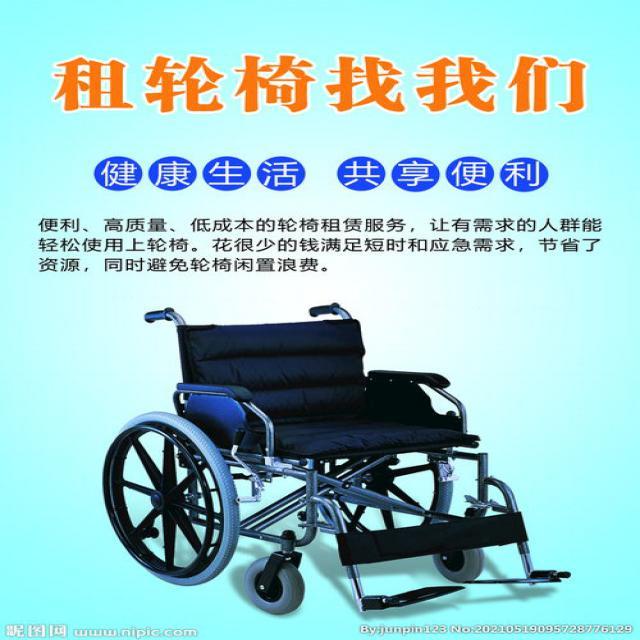 租轮椅找我们
健康生活 共享便利
便利、高质量、低成本的轮椅租赁服务，让有需求的人群能
轻松使用上轮椅。花很少的钱满足短时和应急需求，节省了
资源，同时避免轮椅闲置浪费。
昵图网 www.nipic.com
By:junpin123 No:20210519095728776129